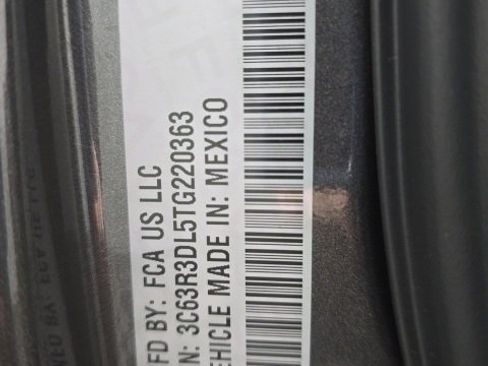 FD BY: FCA US LLC
N: 3C63R3DL5TG220363
EHICLE MADE IN: MEXICO